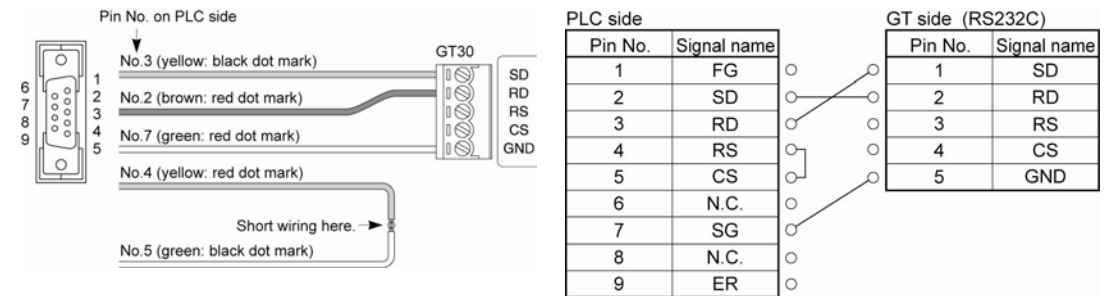 Pin No. on PLC side
No.3 (yellow: black dot mark)
GT30
6
7
8
9
1
2
3
4
5
No.2 (brown: red dot mark)
No.7 (green: red dot mark)
SD
RD
RS
CS
GND
No.4 (yellow: red dot mark)
Short wiring here.
No.5 (green: black dot mark)
PLC side
Pin No. Signal name
1 FG
2 SD
3 RD
4 RS
5 CS
6 N.C.
7 SG
8 N.C.
9 ER
GT side (RS232C)
Pin No. Signal name
1 SD
2 RD
3 RS
4 CS
5 GND